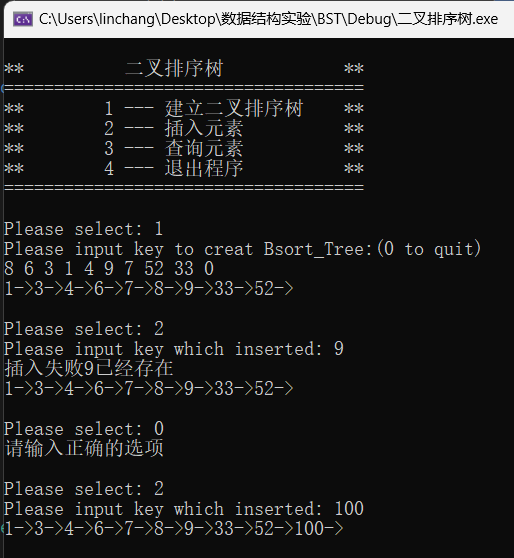 C:\Users\linchang\Desktop\数据结构实验\BST\Debug\二叉排序树.exe
** 二叉排序树 **
====================================
** 1 --- 建立二叉排序树 **
** 2 --- 插入元素 **
** 3 --- 查询元素 **
** 4 --- 退出程序 **
====================================
Please select: 1
Please input key to creat Bsort_Tree:(0 to quit)
8 6 3 1 4 9 7 52 33 0
1->3->4->6->7->8->9->33->52->
Please select: 2
Please input key which inserted: 9
插入失败9已经存在
1->3->4->6->7->8->9->33->52->
Please select: 0
请输入正确的选项
Please select: 2
Please input key which inserted: 100
1->3->4->6->7->8->9->33->52->100->